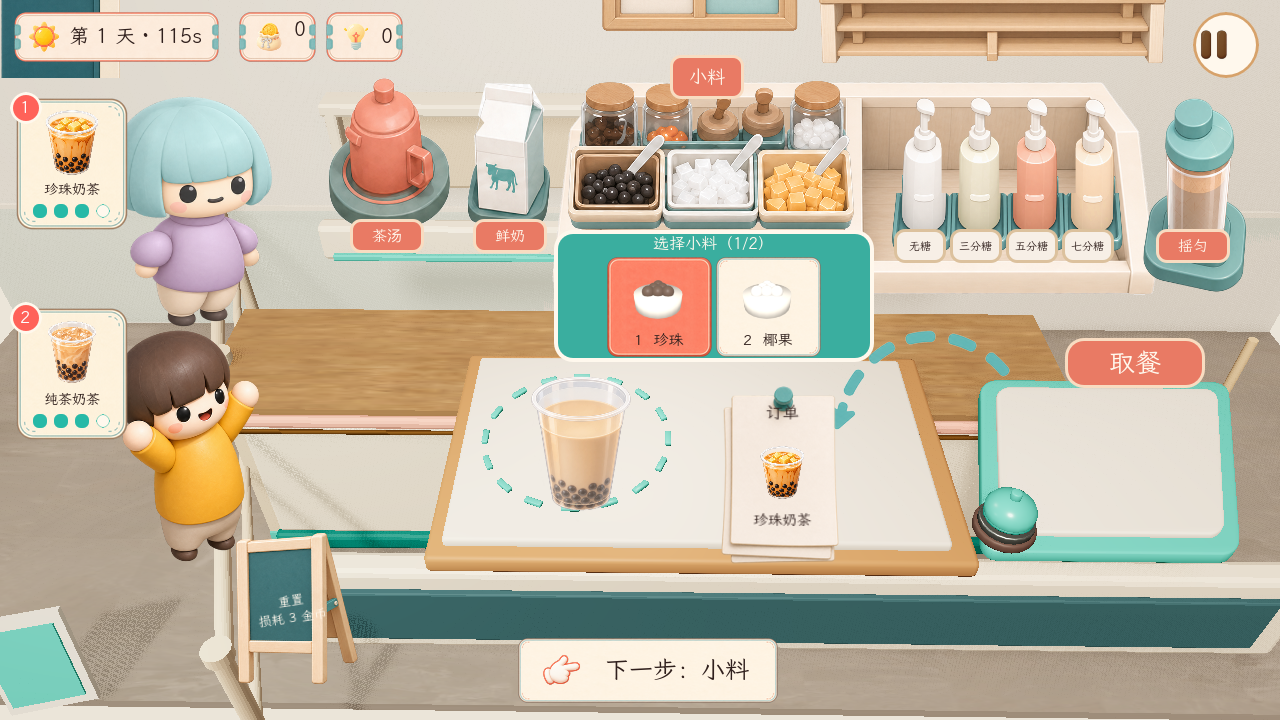 第 1 天·115s
0
0
小料
1
珍珠奶茶
茶汤
鲜奶
选择小料（1/2）
1 珍珠
2 椰果
无糖
三分糖
五分糖
七分糖
摇匀
2
纯茶奶茶
取餐
订单
珍珠奶茶
重置
损耗 3 金币
下一步：小料